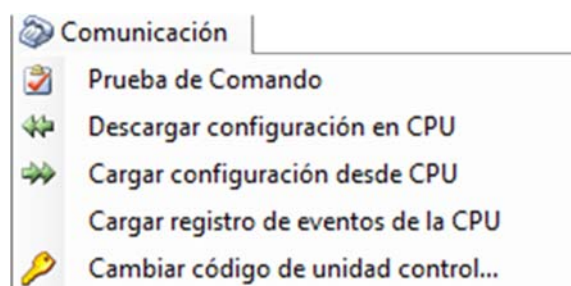 Comunicación
Prueba de Comando
Descargar configuración en CPU
Cargar configuración desde CPU
Cargar registro de eventos de la CPU
Cambiar código de unidad control...